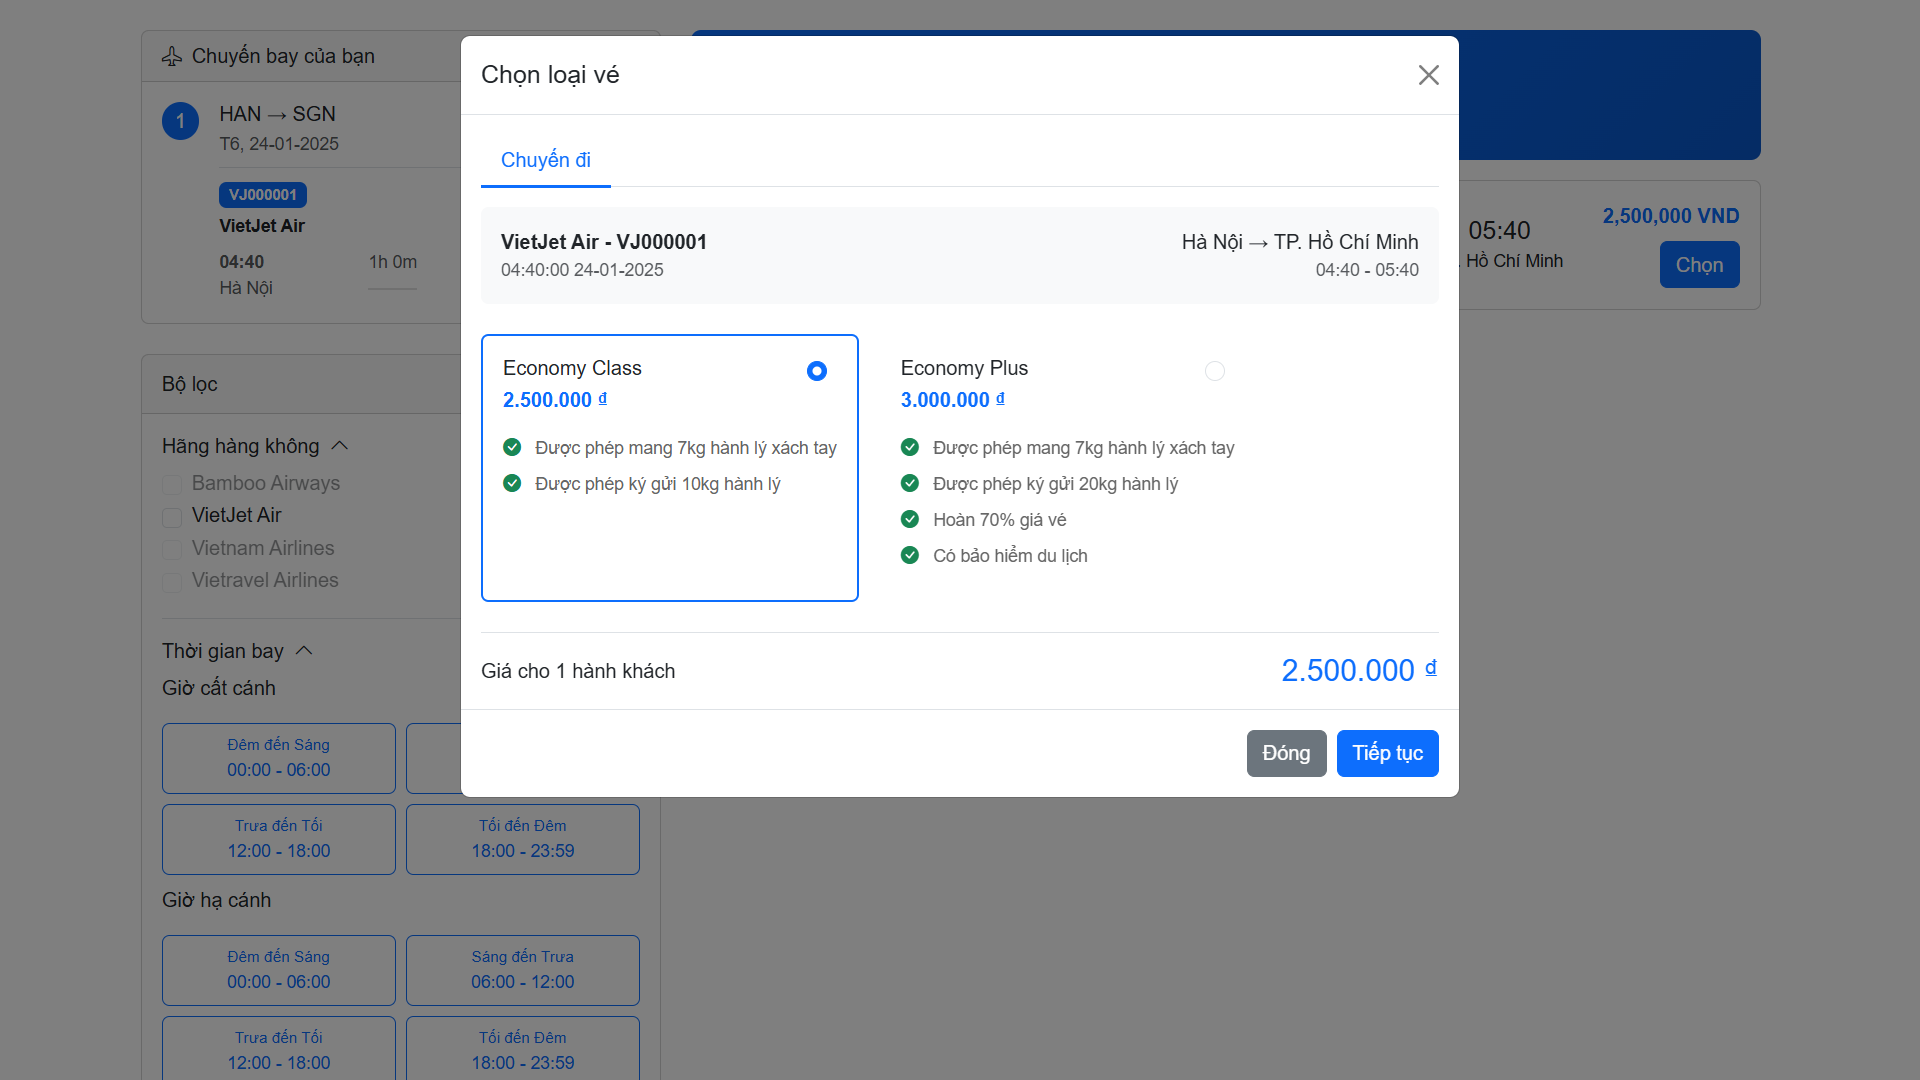 Chuyến bay của bạn
1
HAN → SGN
T6, 24-01-2025
VJ000001
VietJet Air
04:40
1h 0m
Hà Nội
Bộ lọc
Hãng hàng không
Bamboo Airways
VietJet Air
Vietnam Airlines
Vietravel Airlines
Thời gian bay
Giờ cất cánh
Đêm đến Sáng
00:00 - 06:00
Trưa đến Tối
12:00 - 18:00
Tối đến Đêm
18:00 - 23:59
Giờ hạ cánh
Đêm đến Sáng
00:00 - 06:00
Sáng đến Trưa
06:00 - 12:00
Trưa đến Tối
12:00 - 18:00
Tối đến Đêm
18:00 - 23:59
Chọn loại vé
Chuyến đi
VietJet Air - VJ000001
Hà Nội → TP. Hồ Chí Minh
04:40:00 24-01-2025
04:40 - 05:40
Economy Class
2.500.000 ₫
Được phép mang 7kg hành lý xách tay
Được phép ký gửi 10kg hành lý
Economy Plus
3.000.000 ₫
Được phép mang 7kg hành lý xách tay
Được phép ký gửi 20kg hành lý
Hoàn 70% giá vé
Có bảo hiểm du lịch
Giá cho 1 hành khách
2.500.000 ₫
Đóng
Tiếp tục
05:40
. Hồ Chí Minh
2,500,000 VND
Chọn